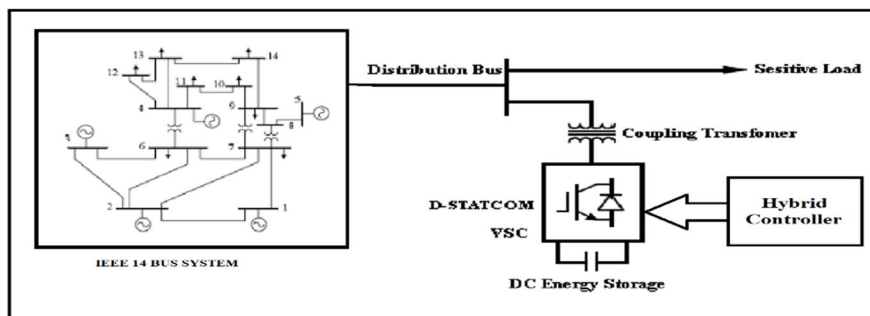 13
14
12
11
10
4
9
5
8
3
6
7
2
1
IEEE 14 BUS SYSTEM
Distribution Bus
Sesitive Load
Coupling Transfomer
D-STATCOM
VSC
DC Energy Storage
Hybrid
Controller